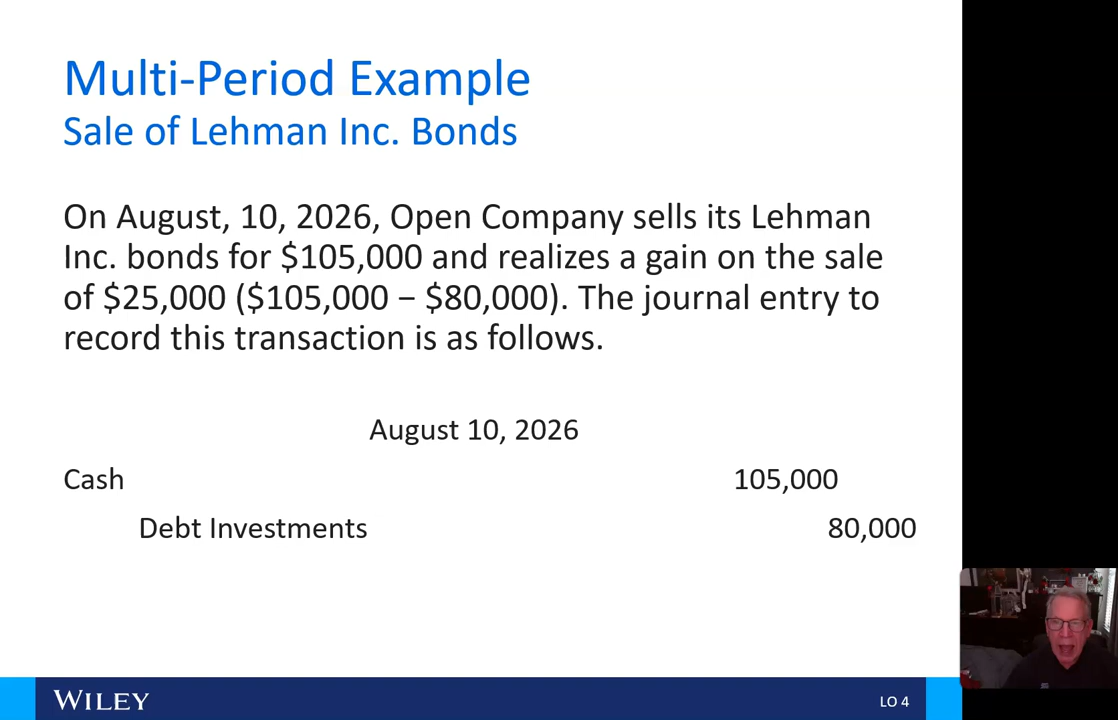 Multi-Period Example
Sale of Lehman Inc. Bonds
On August, 10, 2026, Open Company sells its Lehman
Inc. bonds for $105,000 and realizes a gain on the sale
of $25,000 ($105,000 − $80,000). The journal entry to
record this transaction is as follows.
August 10, 2026
Cash 105,000
Debt Investments 80,000
WILEY LO 4